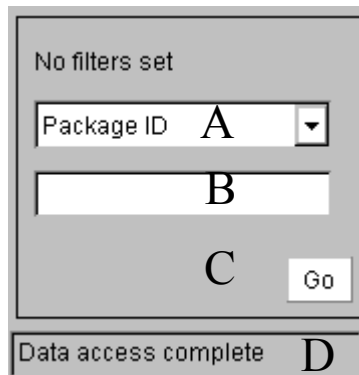 No filters set
Package ID A
B
C
Go
Data access complete D